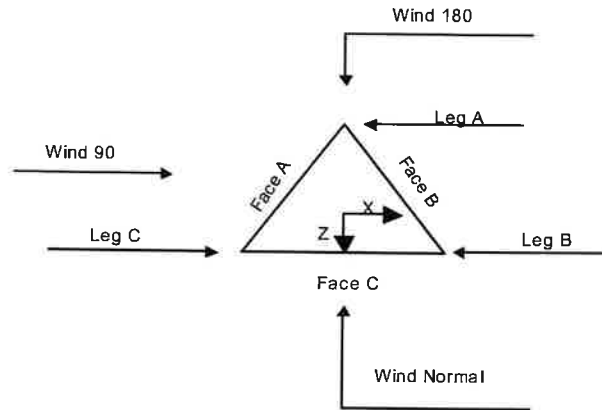 Wind 180
Leg A
Wind 90
Face A
Face B
X
Z
Leg C
Leg B
Face C
Wind Normal